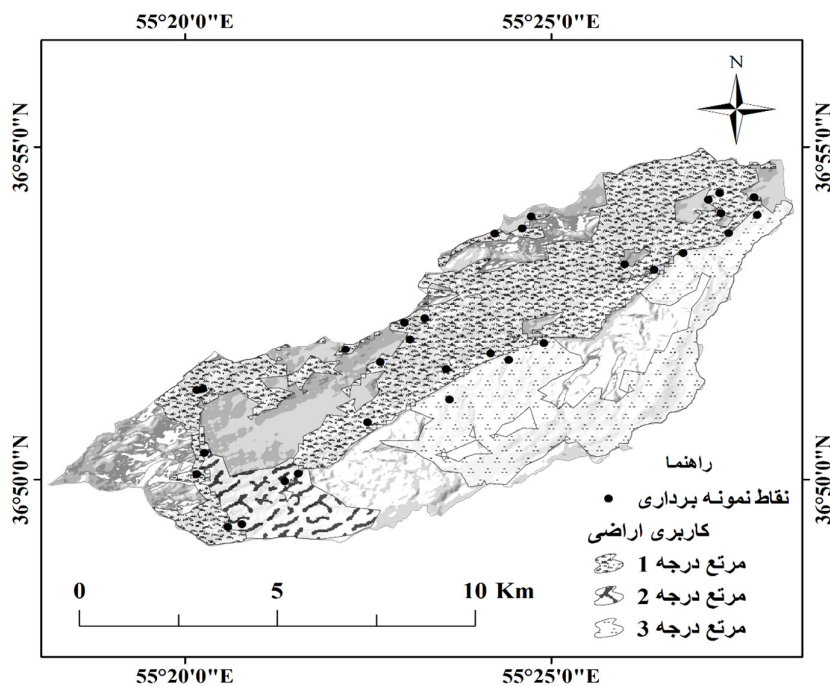 55°20'0"E 55°25'0"E
N
36°55'0"N 36°55'0"N
36°50'0"N 36°50'0"N
راهنما
نقاط نمونه برداری
کاربری اراضی
مرتع درجه 1
مرتع درجه 2
مرتع درجه 3
0 5 10 Km
55°20'0"E 55°25'0"E